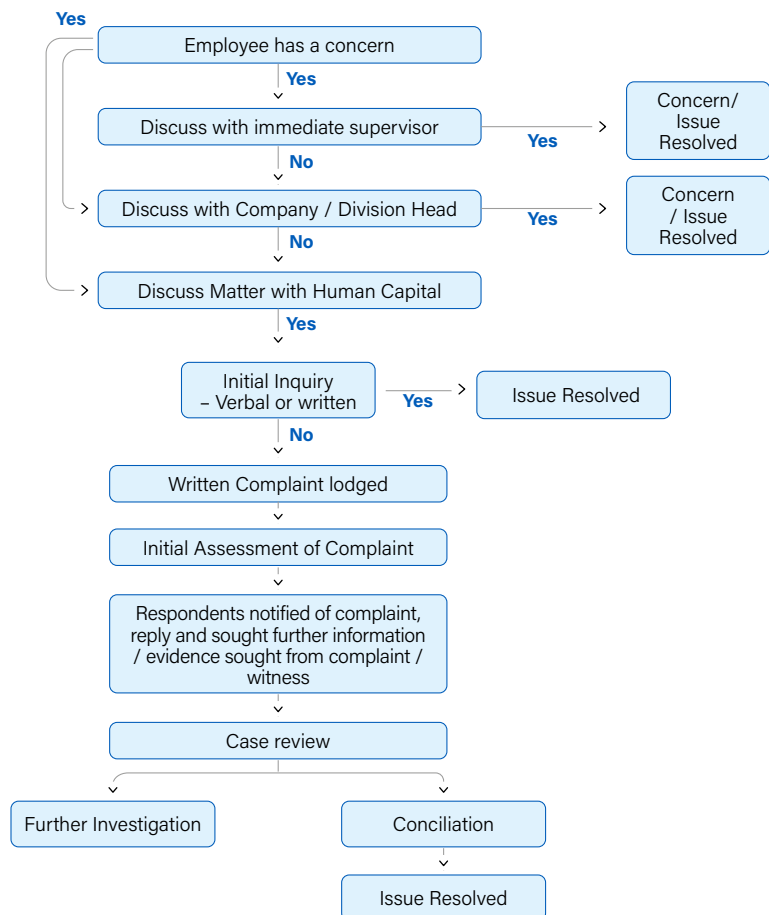 Yes
Employee has a concern
Yes
Discuss with immediate supervisor
Yes
Concern/
Issue
Resolved
No
Discuss with Company / Division Head
Yes
Concern
/ Issue
Resolved
No
Discuss Matter with Human Capital
Yes
Initial Inquiry
– Verbal or written
Yes
Issue Resolved
No
Written Complaint lodged
Initial Assessment of Complaint
Respondents notified of complaint,
reply and sought further information
/ evidence sought from complaint /
witness
Case review
Further Investigation
Conciliation
Issue Resolved